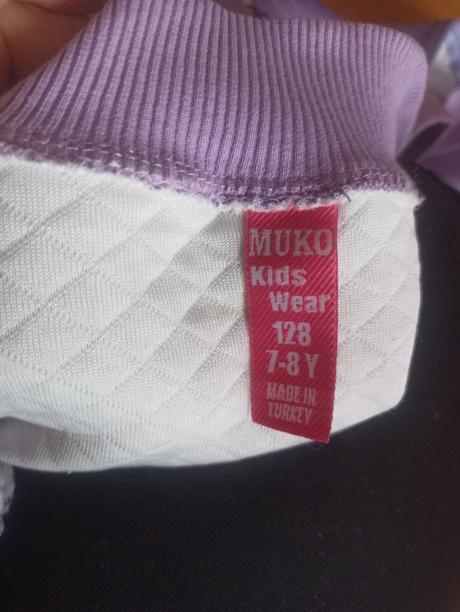 MUKO
Kids
Wear
128
7-8 Y
MADE IN
TURKEY